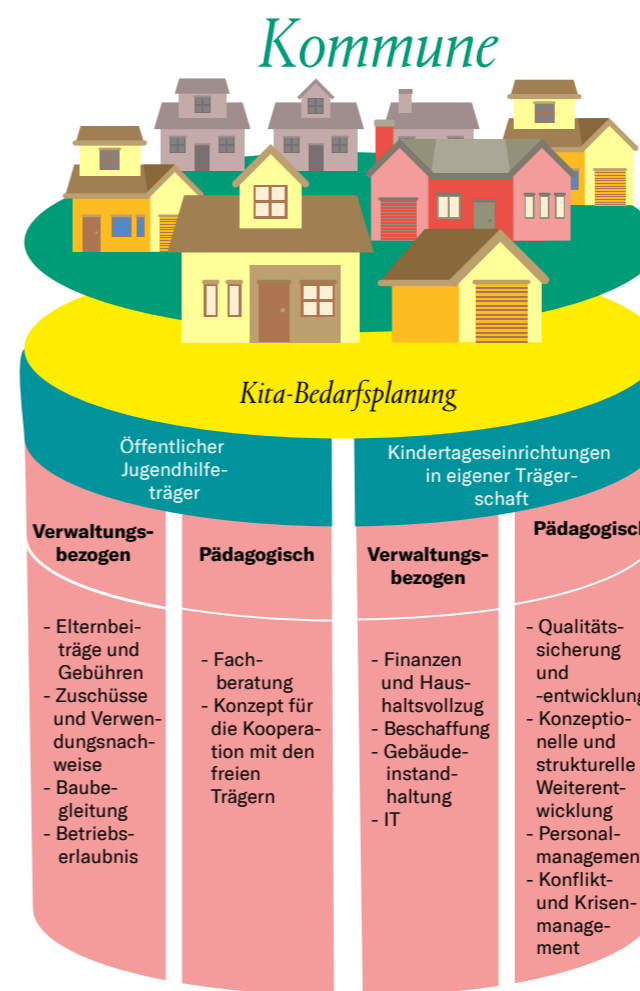 Kommune
Kita-Bedarfsplanung
Öffentlicher
Jugendhilfe-
träger
Kindertageseinrichtungen
in eigener Träger-
schaft
Verwaltungs-
bezogen
- Elternbei-
träge und
Gebühren
- Zuschüsse
und Verwen-
dungsnach-
weise
- Baube-
gleitung
- Betriebs-
erlaubnis
Pädagogisch
- Fach-
beratung
- Konzept für
die Koopera-
tion mit den
freien
Trägern
Verwaltungs-
bezogen
- Finanzen
und Haus-
haltsvollzug
- Beschaffung
- Gebäude-
instand-
haltung
- IT
Pädagogisch
- Qualitäts-
sicherung
und
-entwicklung
- Konzeptio-
nelle und
strukturelle
Weiterent-
wicklung
- Personal-
managemen
- Konflikt-
und Krisen-
manage-
ment